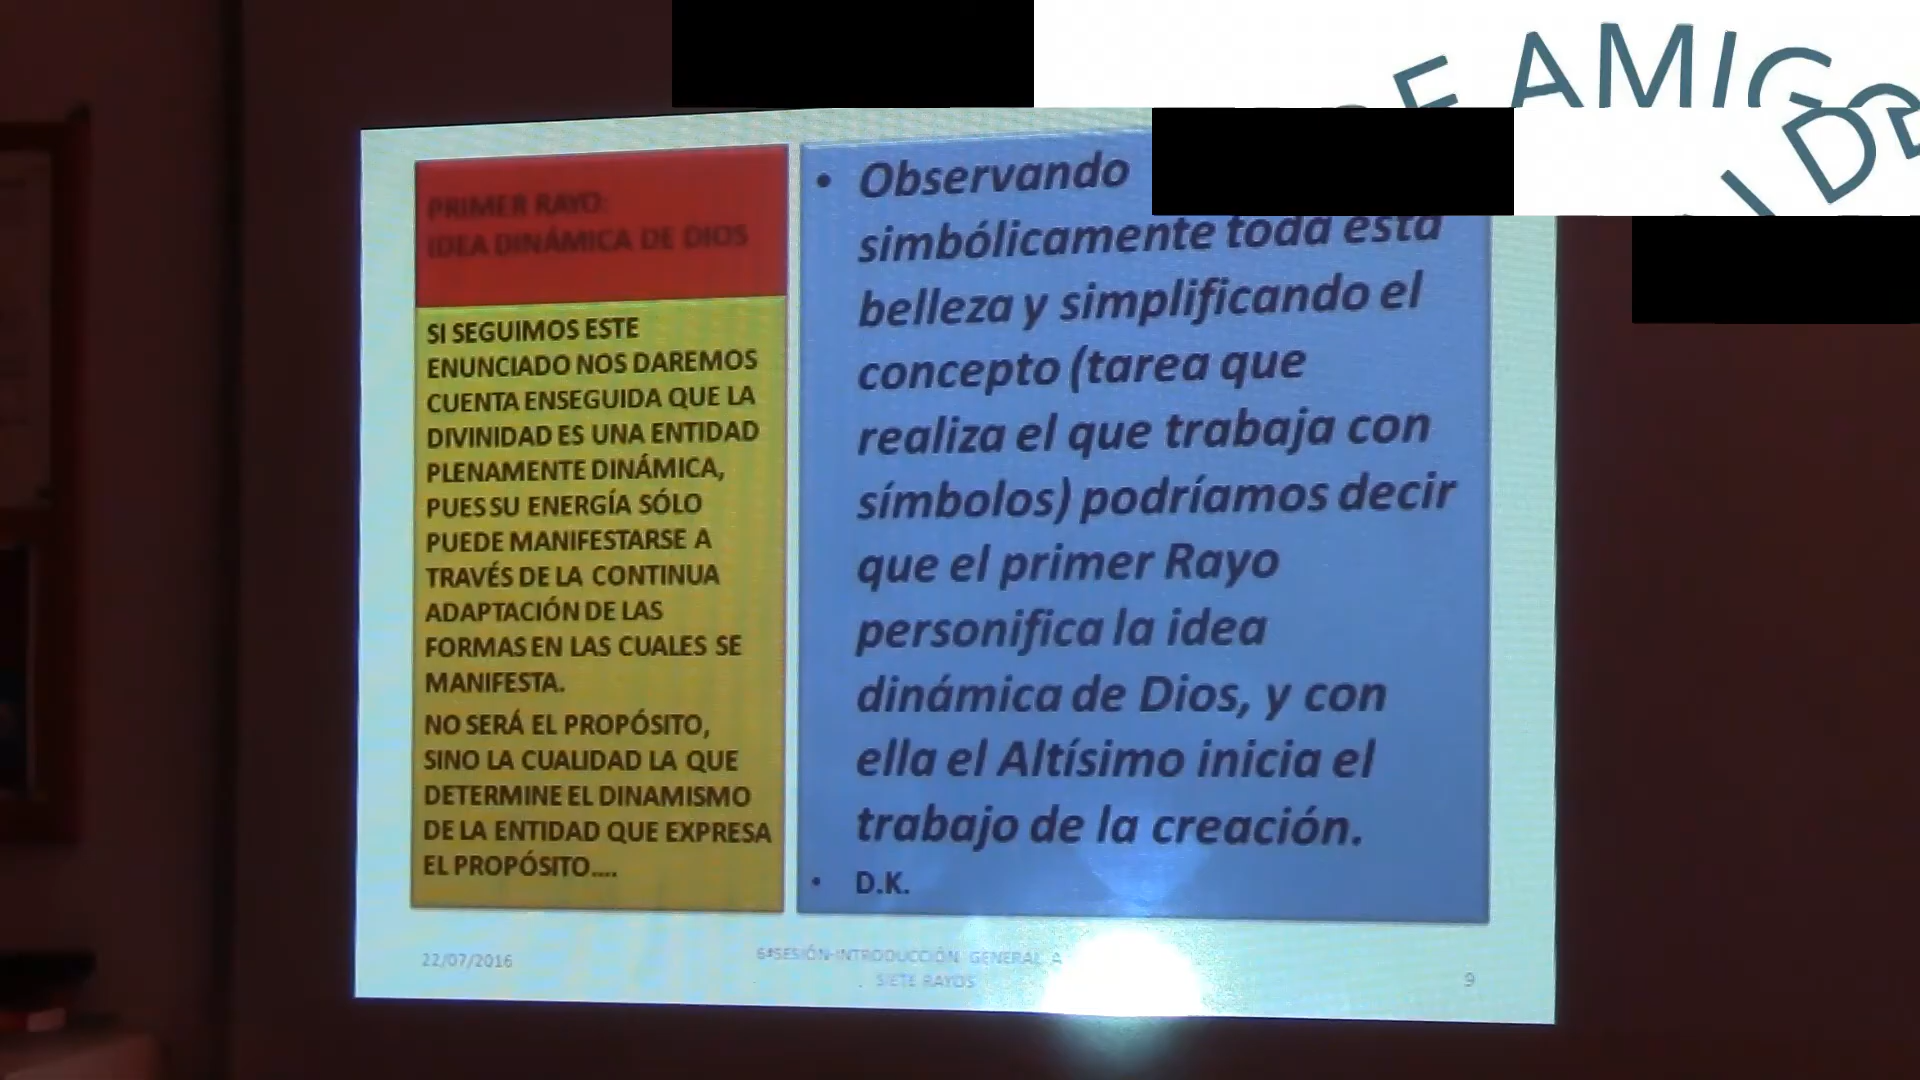 E AMIG
DE
PRIMER RAYO:
IDEA DINÁMICA DE DIOS
SI SEGUIMOS ESTE
ENUNCIADO NOS DAREMOS
CUENTA ENSEGUIDA QUE LA
DIVINIDAD ES UNA ENTIDAD
PLENAMENTE DINÁMICA,
PUES SU ENERGÍA SÓLO
PUEDE MANIFESTARSE A
TRAVÉS DE LA CONTINUA
ADAPTACIÓN DE LAS
FORMAS EN LAS CUALES SE
MANIFESTA.
NO SERÁ EL PROPÓSITO,
SINO LA CUALIDAD LA QUE
DETERMINE EL DINAMISMO
DE LA ENTIDAD QUE EXPRESA
EL PROPÓSITO....
• Observando
simbólicamente toda esta
belleza y simplificando el
concepto (tarea que
realiza el que trabaja con
símbolos) podríamos decir
que el primer Rayo
personifica la idea
dinámica de Dios, y con
ella el Altísimo inicia el
trabajo de la creación.
• D.K.
22/07/2016
6ªSESIÓN-INTRODUCCIÓN GENERAL A
SIETE RAYOS
9